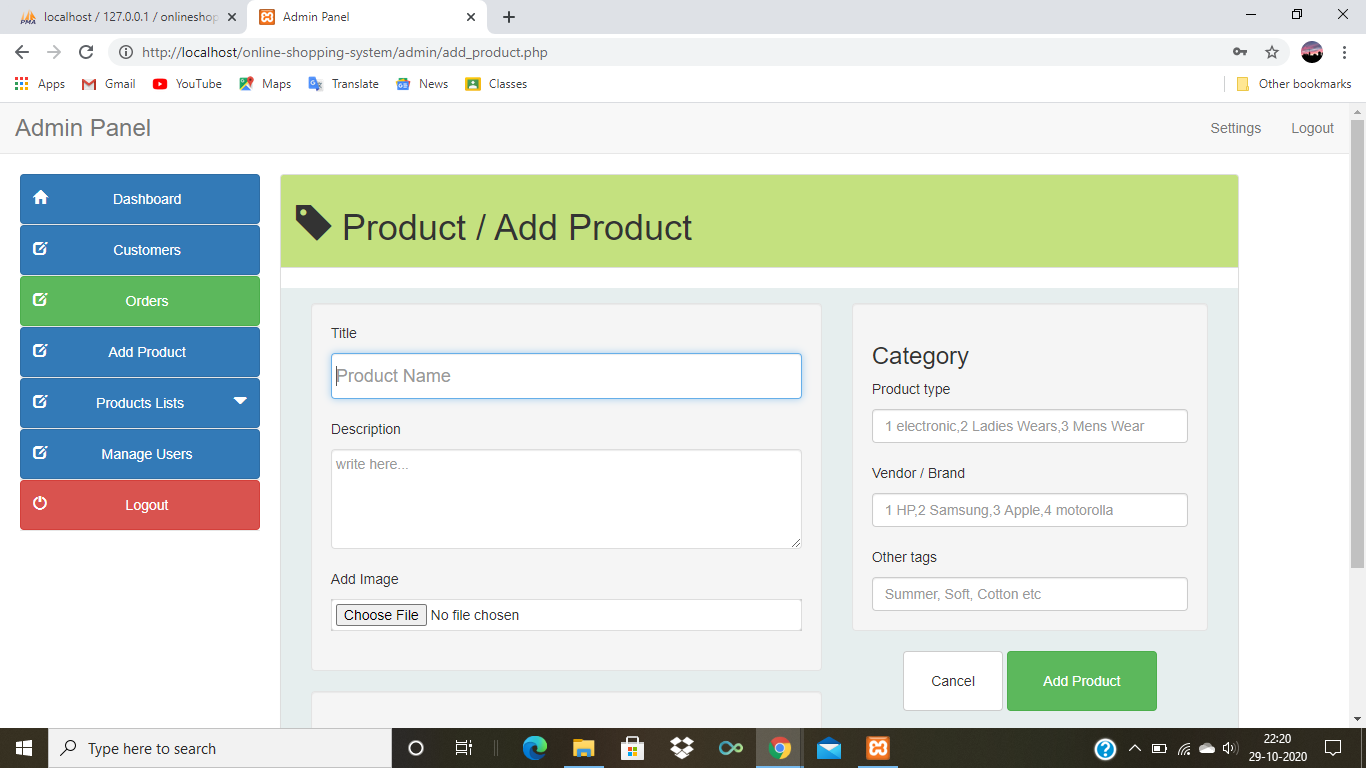 localhost / 127.0.0.1 / onlineshop
Admin Panel
http://localhost/online-shopping-system/admin/add_product.php
Apps
Gmail
YouTube
Maps
Translate
News
Classes
Other bookmarks
Admin Panel
Settings
Logout
Dashboard
Customers
Orders
Add Product
Products Lists
Manage Users
Logout
Product / Add Product
Title
Product Name
Description
write here...
Add Image
Choose File No file chosen
Category
Product type
1 electronic,2 Ladies Wears,3 Mens Wear
Vendor / Brand
1 HP,2 Samsung,3 Apple,4 motorolla
Other tags
Summer, Soft, Cotton etc
Cancel
Add Product
Type here to search
22:20
29-10-2020